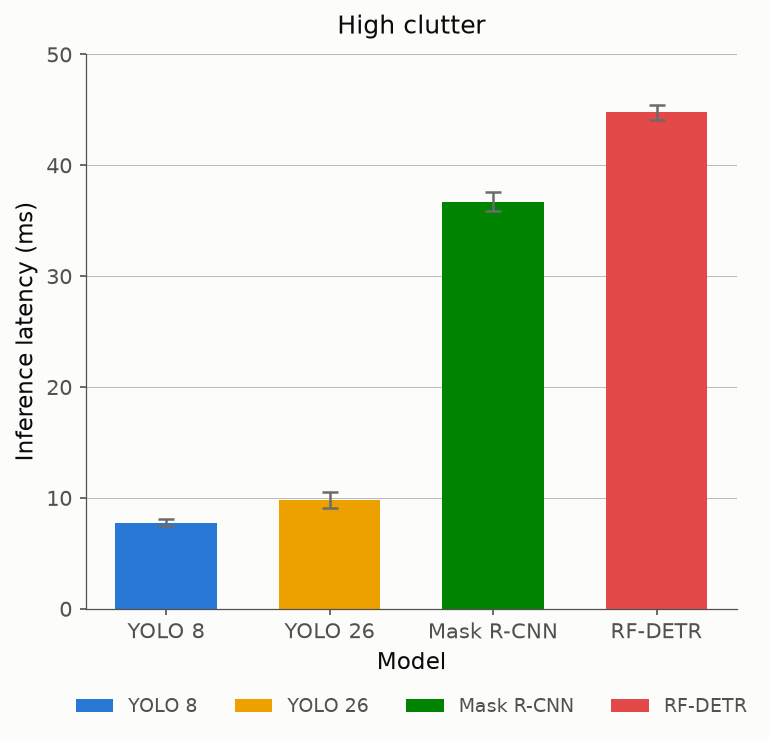 High clutter
Inference latency (ms)
50
40
30
20
10
0
YOLO 8 YOLO 26 Mask R-CNN RF-DETR
Model
YOLO 8 YOLO 26 Mask R-CNN RF-DETR